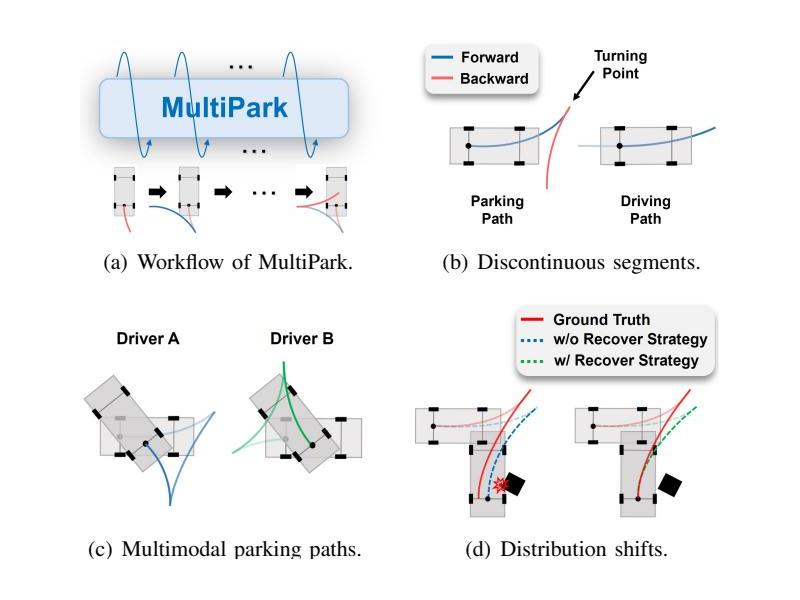 ...
MultiPark
...
...
(a) Workflow of MultiPark.
Forward
Backward
Turning
Point
Parking
Path
Driving
Path
(b) Discontinuous segments.
Driver A
Driver B
(c) Multimodal parking paths.
Ground Truth
w/o Recover Strategy
w/ Recover Strategy
(d) Distribution shifts.